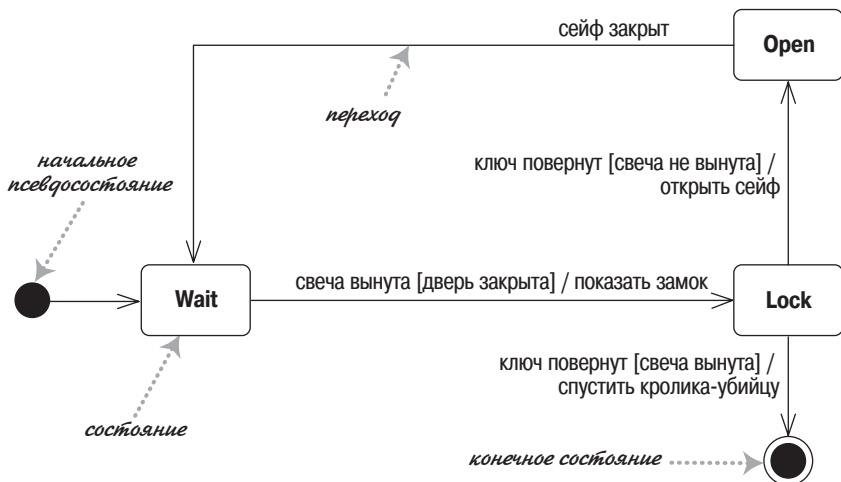 сейф закрыт
Open
переход
начальное
псевдосостояние
ключ повернут [свеча не вынута] /
открыть сейф
Wait
свеча вынута [дверь закрыта] / показать замок
Lock
ключ повернут [свеча вынута] /
спустить кролика-убийцу
состояние
конечное состояние